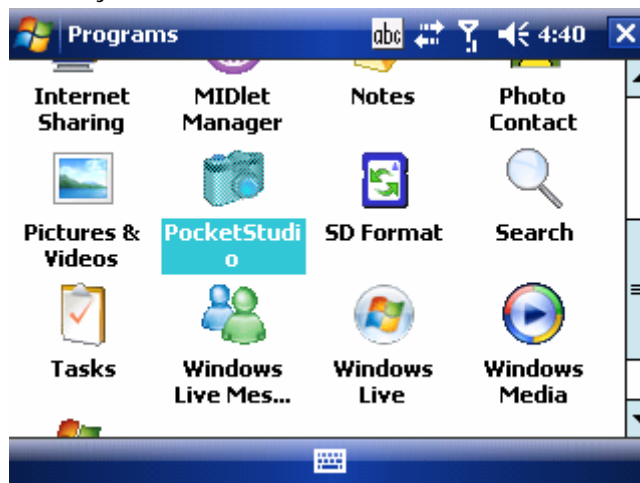 Programs abc 4:40
Internet MIDlet Notes Photo
Sharing Manager Contact
Pictures & PocketStudi SD Format Search
Videos o
Tasks Windows Windows Windows
Live Mes... Live Media